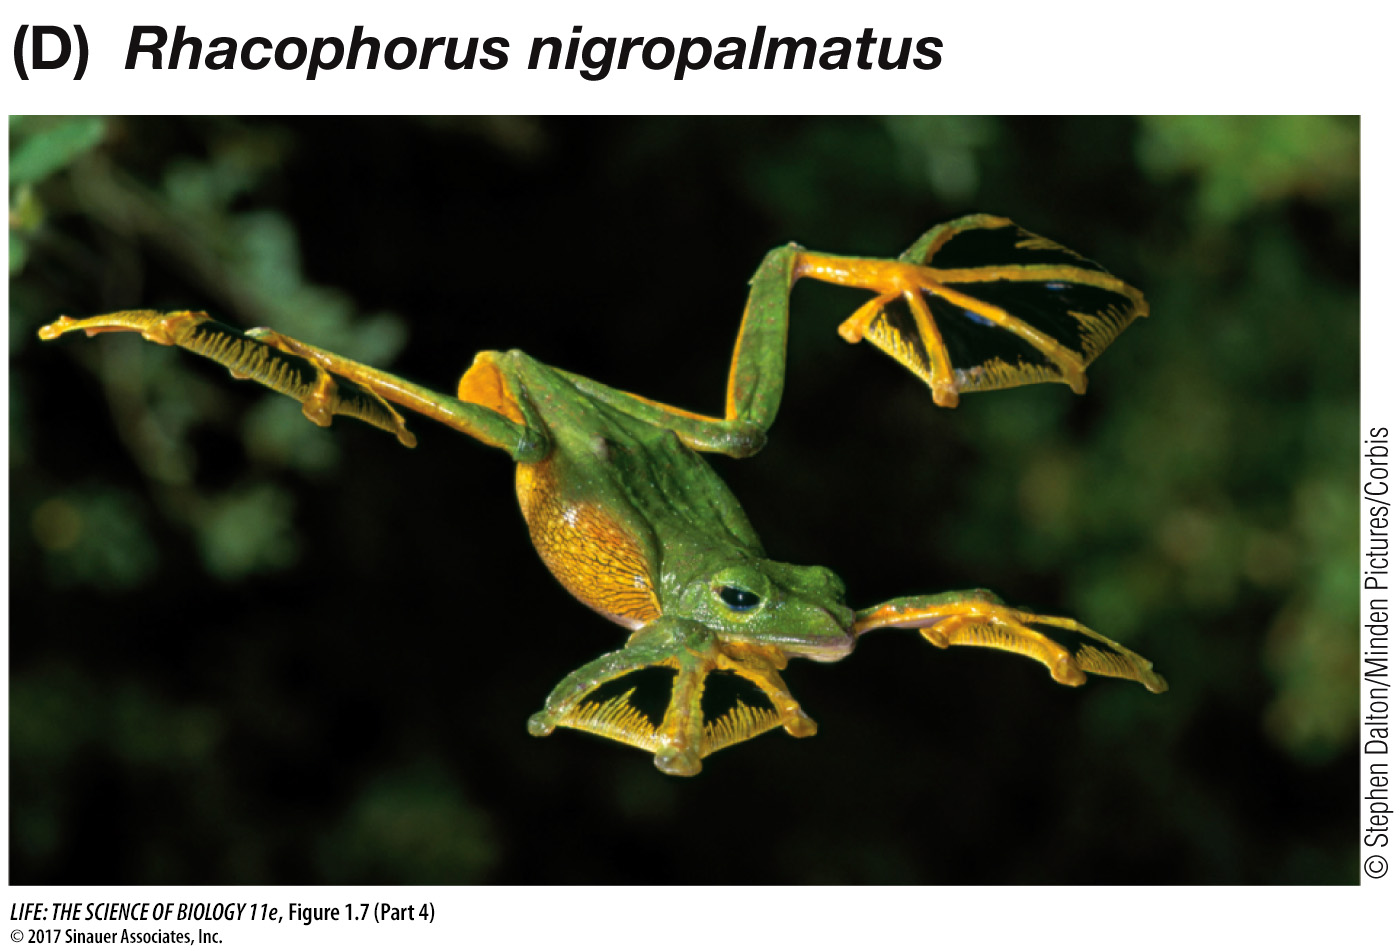 (D) Rhacophorus nigropalmatus
© Stephen Dalton/Minden Pictures/Corbis
LIFE: THE SCIENCE OF BIOLOGY 11e, Figure 1.7 (Part 4)
© 2017 Sinauer Associates, Inc.